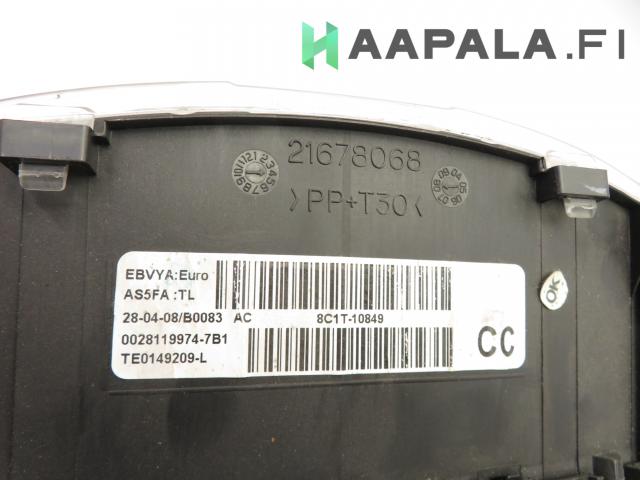 HAAPALA.FI
21678068
>PP+T30<
EBVYA:Euro
AS5FA :TL
28-04-08/B0083 AC 8C1T-10849
0028119974-7B1
TE0149209-L
CC
OK